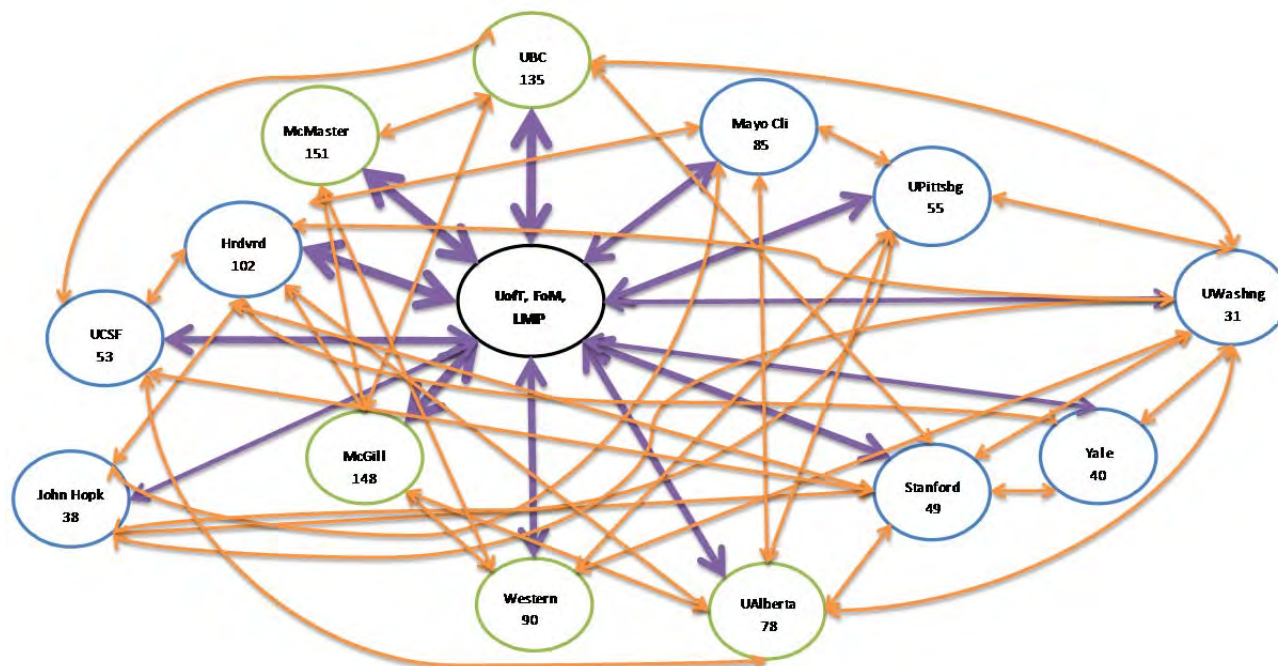 UBC
135
McMaster
151
Mayo Cli
85
UPittsbg
55
Hrdvrd
102
UofT, FoM,
LMP
UWashng
31
UCSF
53
McGill
148
Yale
40
John Hopk
38
Stanford
49
Western
90
UAlberta
78